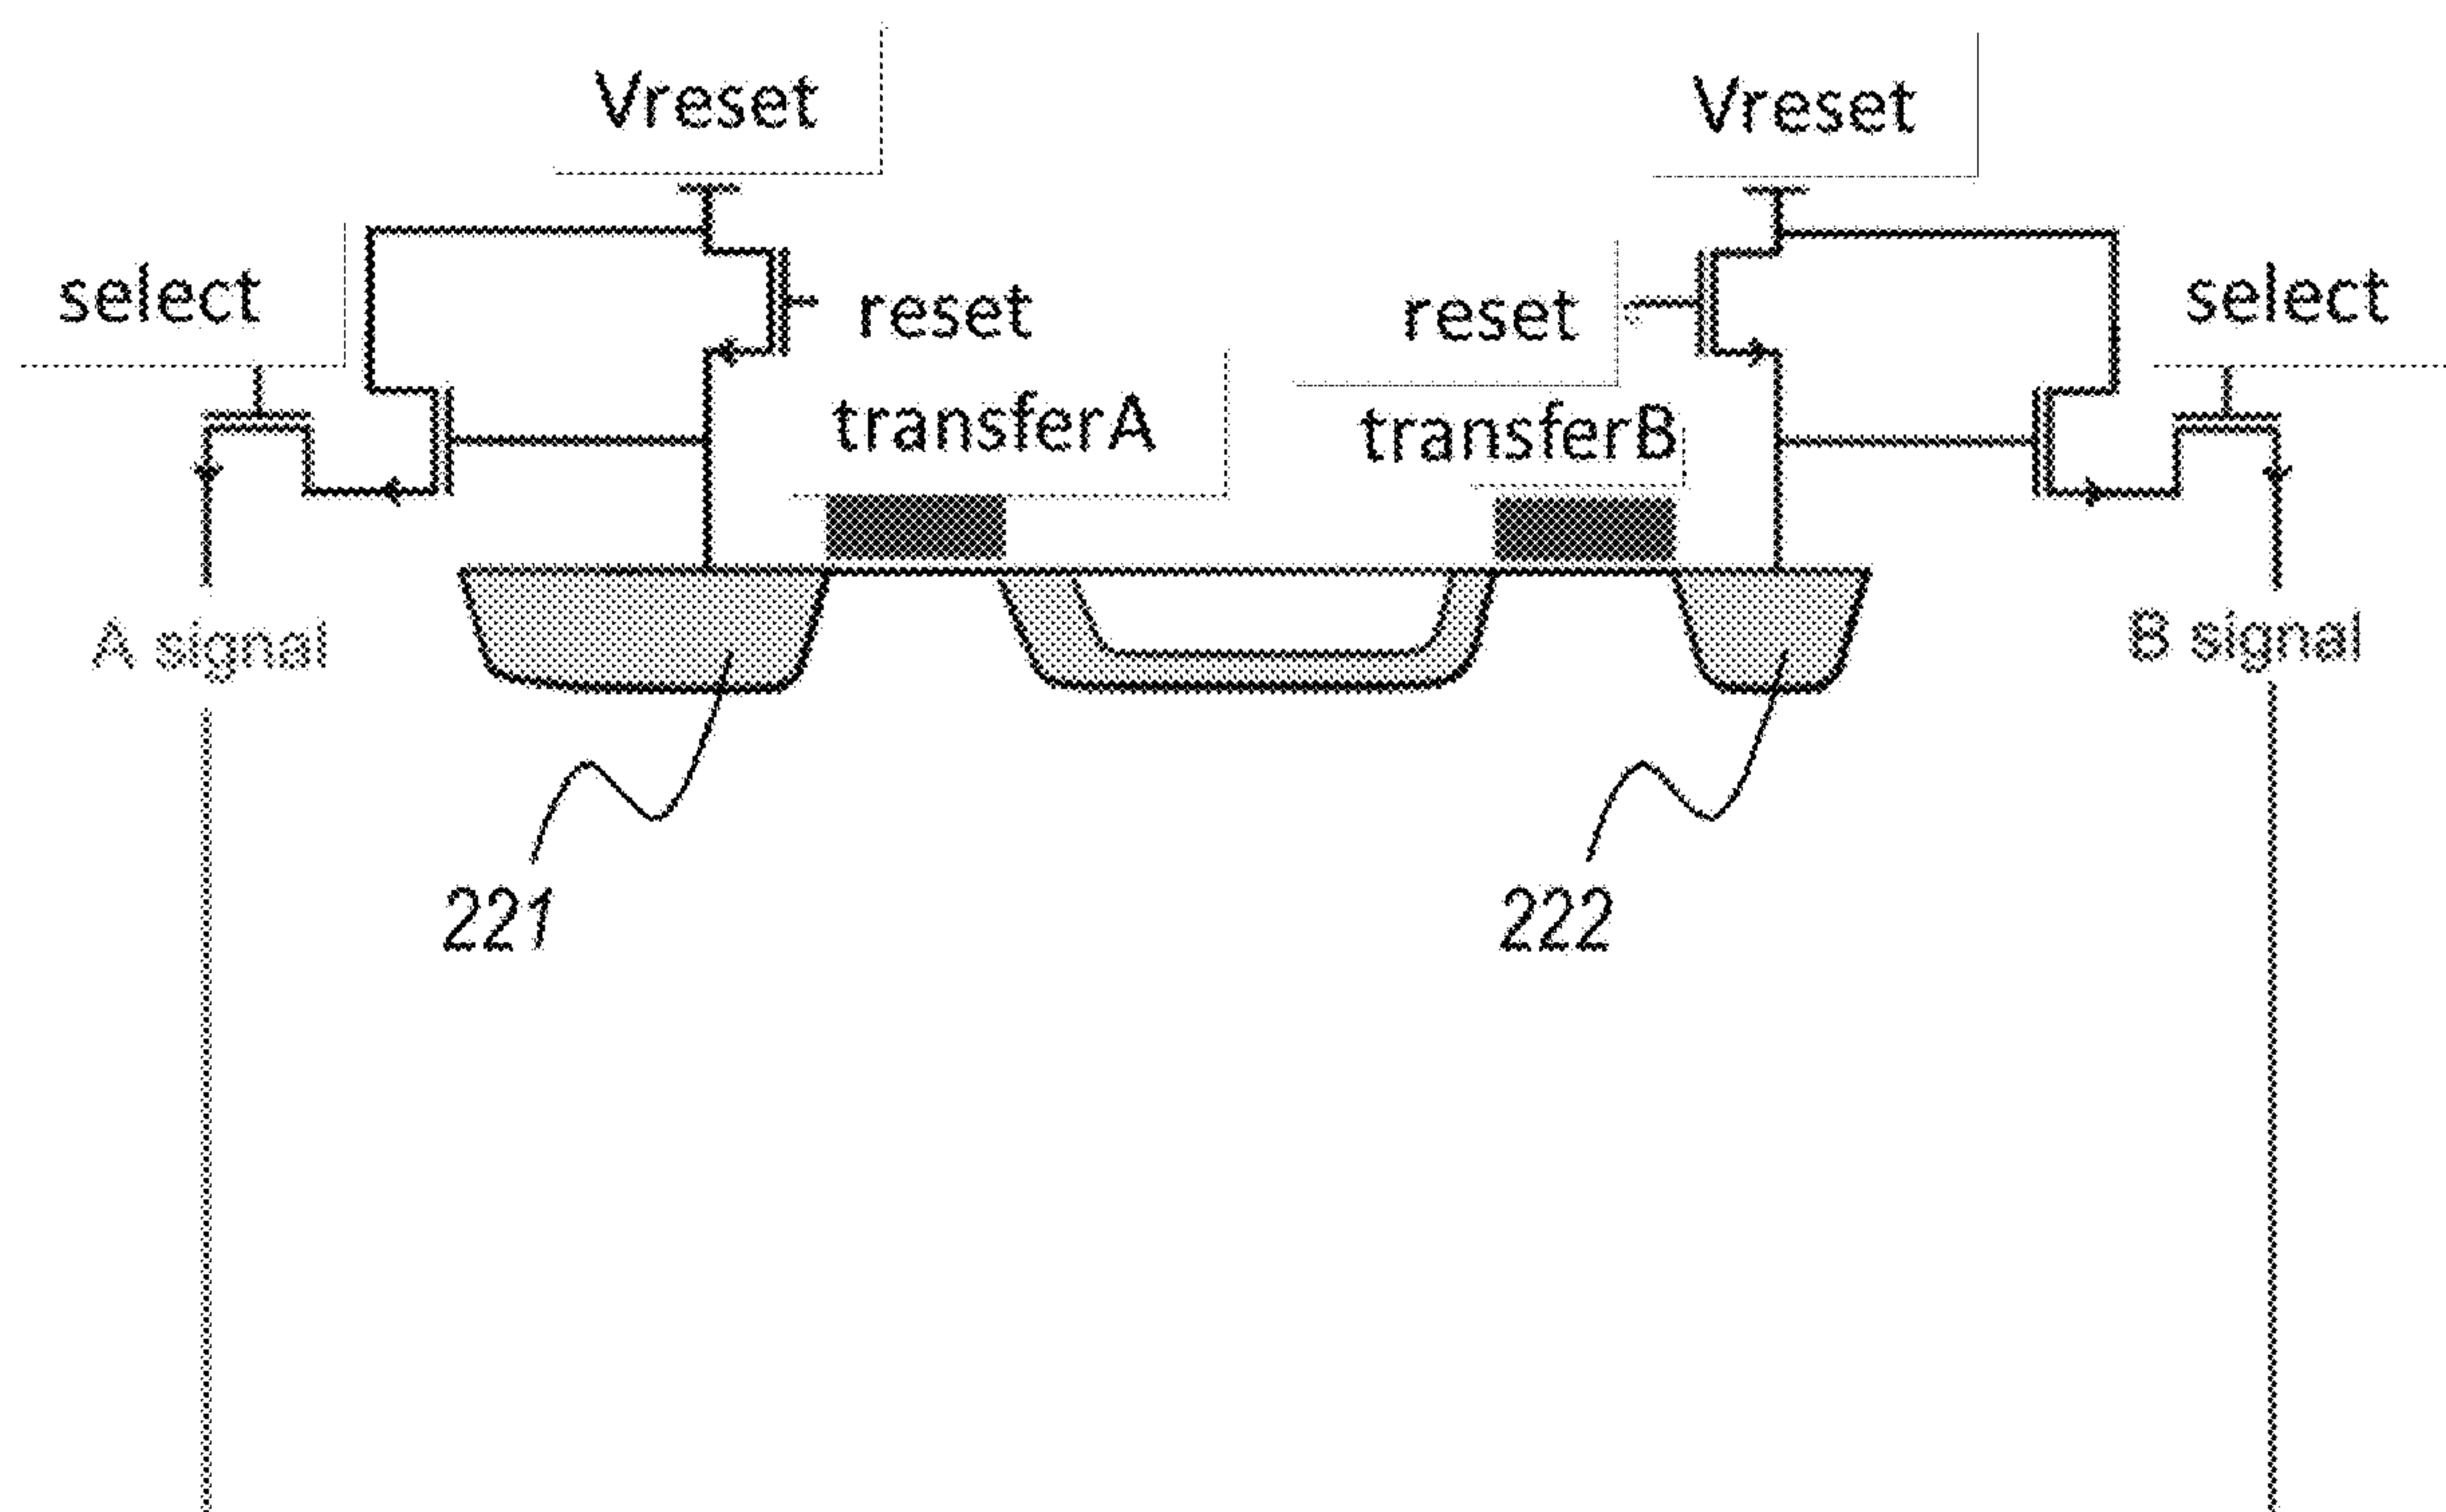 Vreset
Vreset
select
reset
reset
select
transferA
transferB
A signal
B signal
221
222